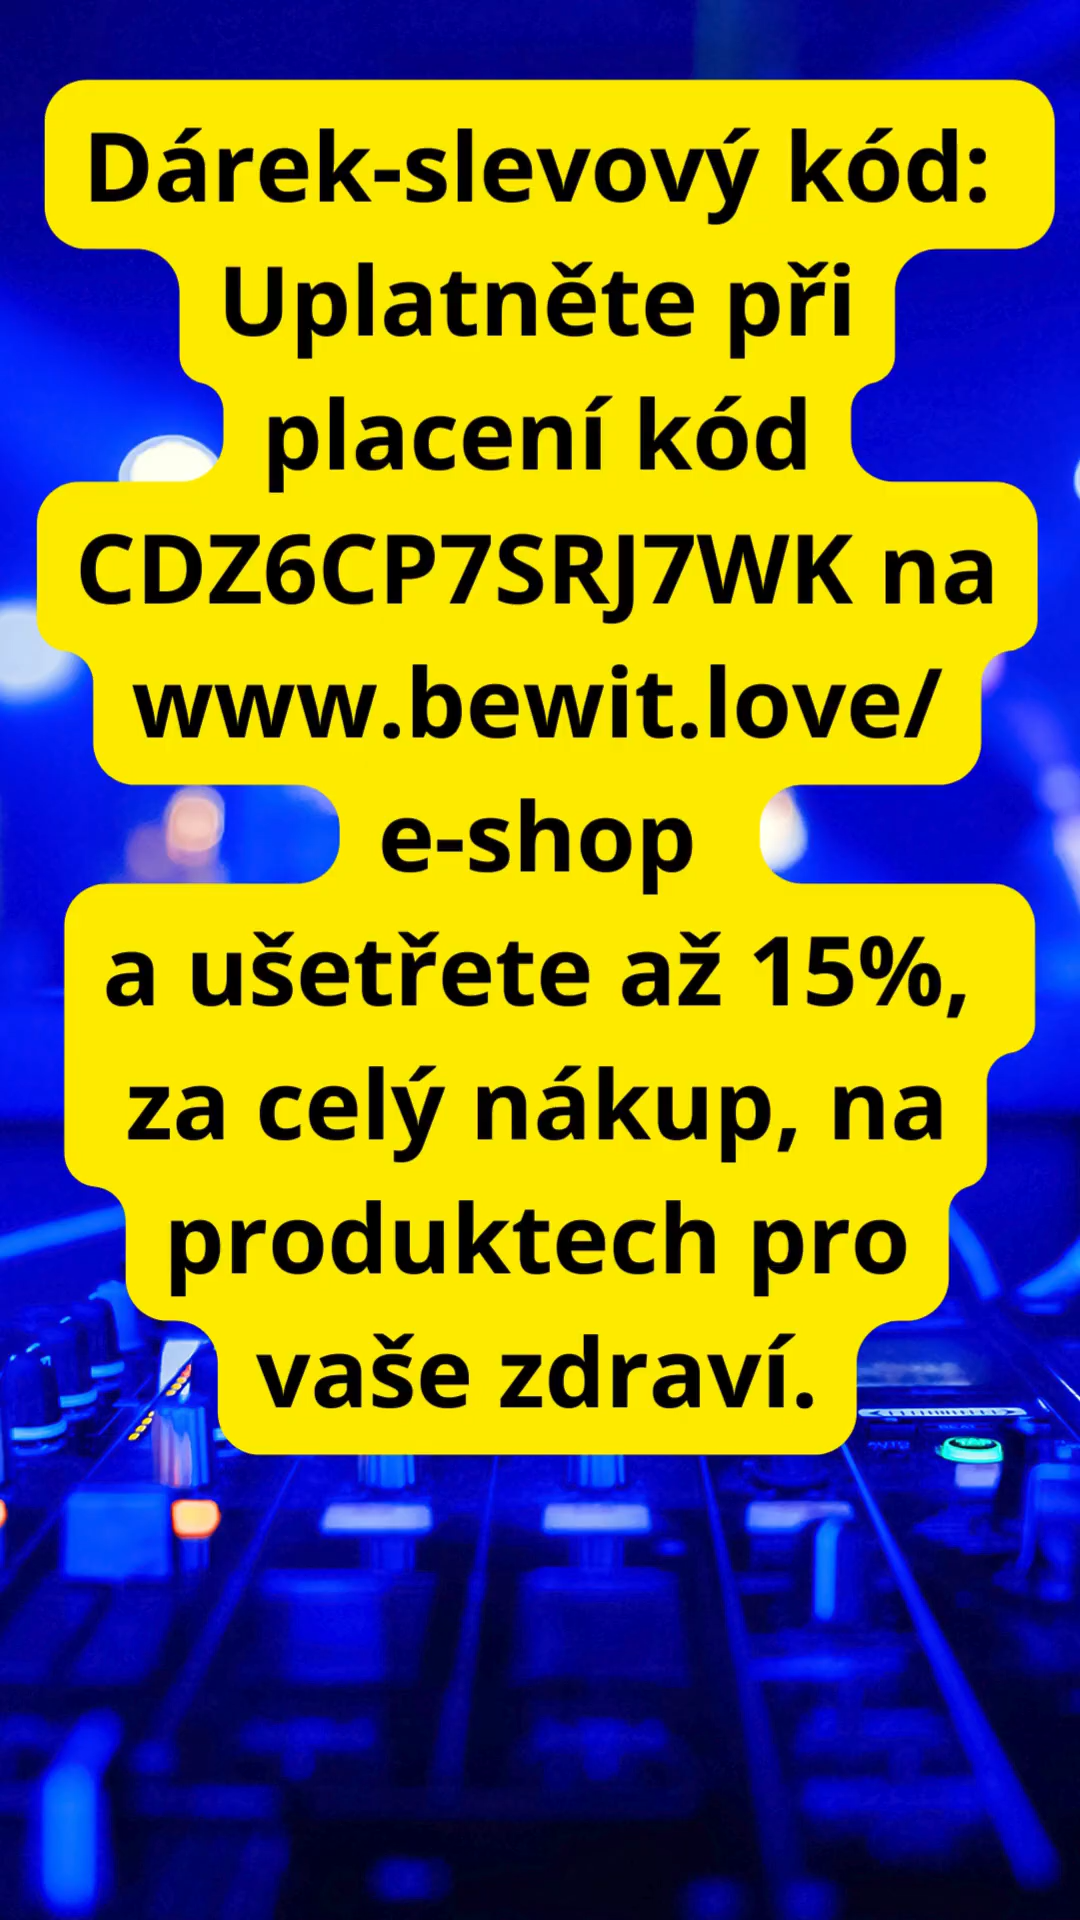 Dárek-slevový kód:
Uplatněte při
placení kód
CDZ6CP7SRJ7WK na
www.bewit.love/
e-shop
a ušetřete až 15%,
za celý nákup, na
produktech pro
vaše zdraví.